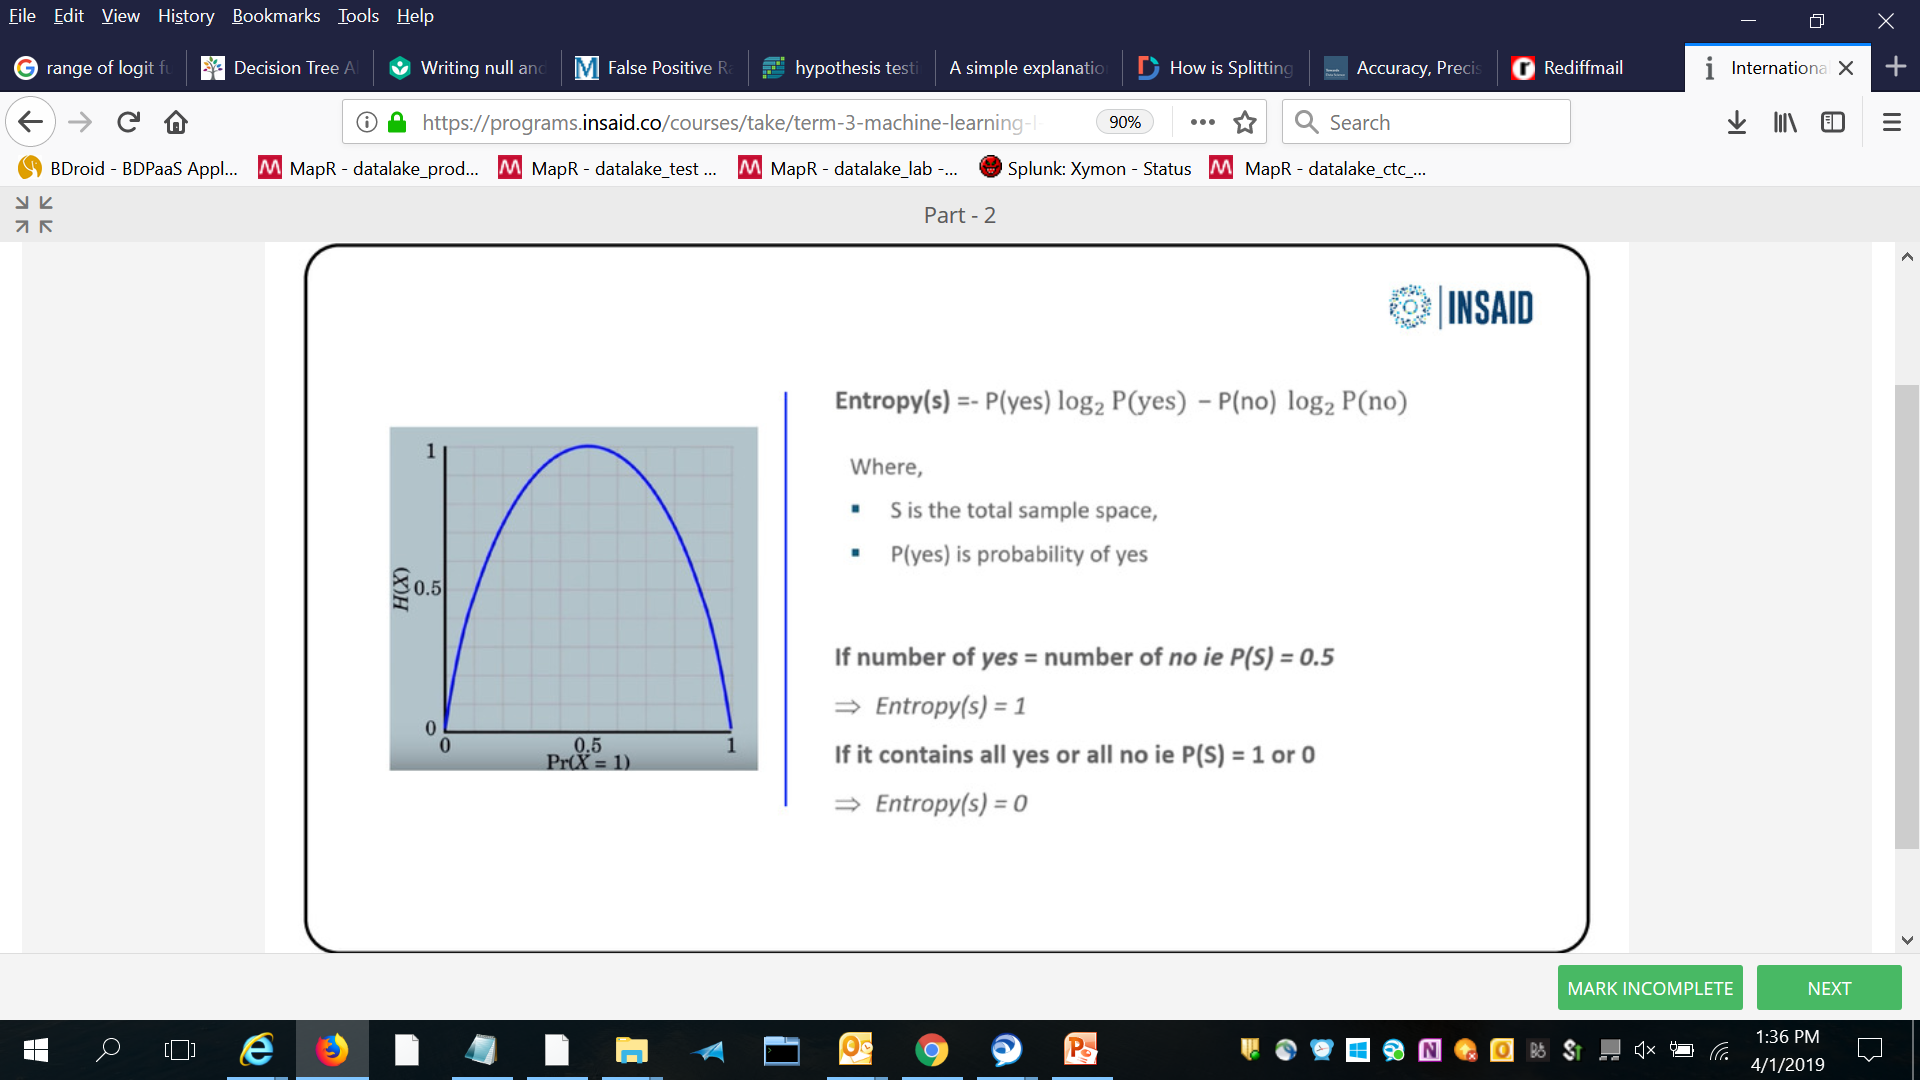 File Edit View History Bookmarks Tools Help
range of logit fu
Decision Tree Al
Writing null and
False Positive Ra
hypothesis testi
A simple explanatio
How is Splitting
Accuracy, Precis
Rediffmail
Internationa
https://programs.insaid.co/courses/take/term-3-machine-learning-l
90%
Search
BDroid - BDPaaS Appl...
MapR - datalake_prod...
MapR - datalake_test ...
MapR - datalake_lab -...
Splunk: Xymon - Status
MapR - datalake_ctc_...
Part - 2
INSAID
Entropy(s) =- P(yes) log₂ P(yes) − P(no) log₂ P(no)
Where,
▪ S is the total sample space,
▪ P(yes) is probability of yes
If number of yes = number of no ie P(S) = 0.5
⇒ Entropy(s) = 1
If it contains all yes or all no ie P(S) = 1 or 0
⇒ Entropy(s) = 0
1
H(X)
0.5
0
0 0.5 1
Pr(X = 1)
MARK INCOMPLETE
NEXT
1:36 PM
4/1/2019